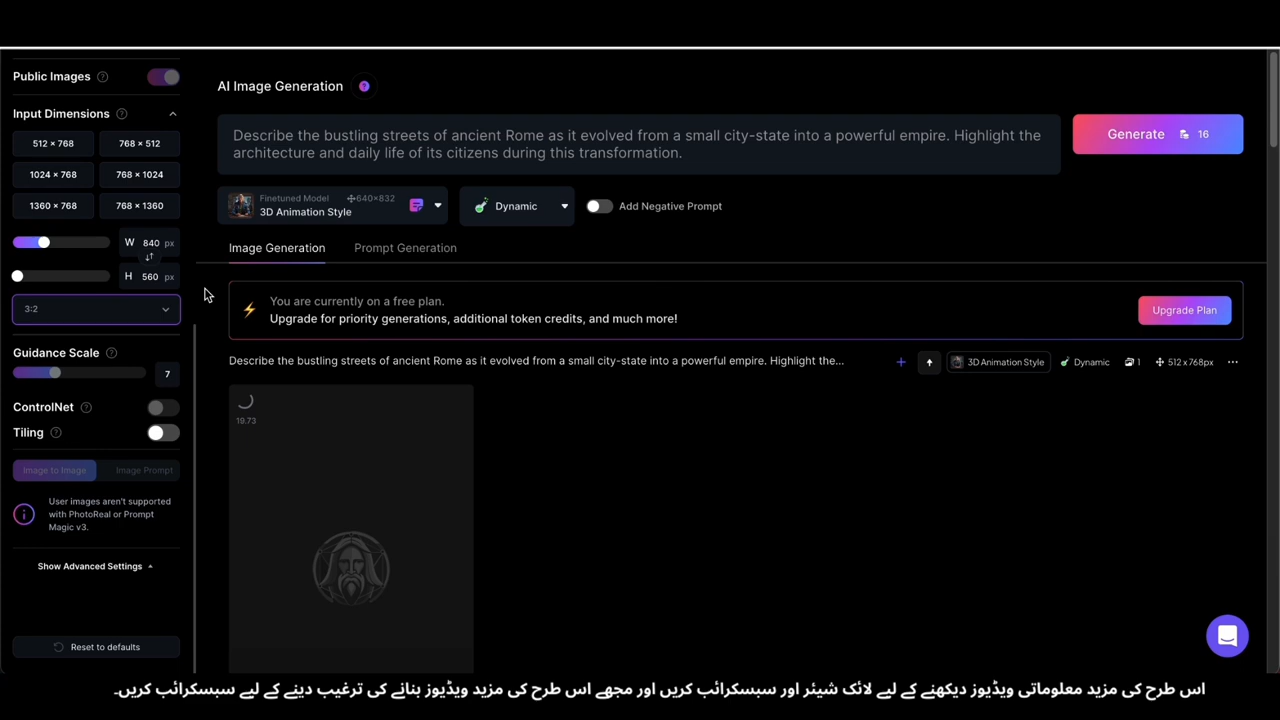 Public Images
Input Dimensions
512 × 768
768 × 512
1024 × 768
768 × 1024
1360 × 768
768 × 1360
W 840 px
H 560 px
3:2
Guidance Scale
7
ControlNet
Tiling
Image to Image
Image Prompt
User images aren't supported
with PhotoReal or Prompt
Magic v3.
Show Advanced Settings
Reset to defaults
AI Image Generation
Describe the bustling streets of ancient Rome as it evolved from a small city-state into a powerful empire. Highlight the
architecture and daily life of its citizens during this transformation.
Generate 16
Finetuned Model 640×832
3D Animation Style
Dynamic
Add Negative Prompt
Image Generation
Prompt Generation
You are currently on a free plan.
Upgrade for priority generations, additional token credits, and much more!
Upgrade Plan
Describe the bustling streets of ancient Rome as it evolved from a small city-state into a powerful empire. Highlight the...
3D Animation Style
Dynamic
1
512x768px
19.73
اس طرح کی مزید معلوماتی ویڈیوز دیکھنے کے لیے لائک شیئر اور سبسکرائب کریں اور مجھے اس طرح کی مزید ویڈیوز بنانے کی ترغیب دینے کے لیے سبسکرائب کریں۔